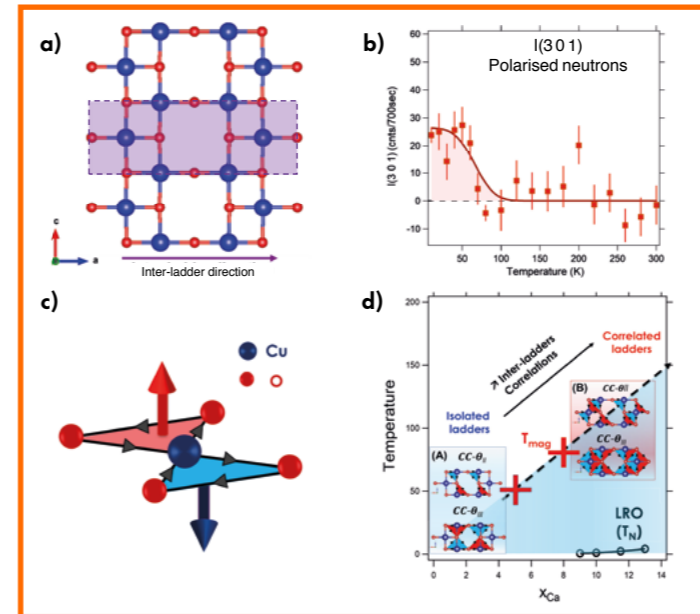 a)
c
a
Inter-ladder direction
b)
I(3 0 1)
Polarised neutrons
I(3 0 1) (cnts/700sec)
60
50
40
30
20
10
0
-10
50
100
150
200
250
300
Temperature (K)
c)
Cu
O
d)
Temperature
200
150
100
50
0
Correlated
ladders
↗ Inter-ladders
Correlations
Isolated
ladders
Tmag
(A)
CC-θII
CC-θIII
(B)
CC-θII
CC-θIII
LRO
(TN)
0
2
4
6
8
10
12
14
XCa